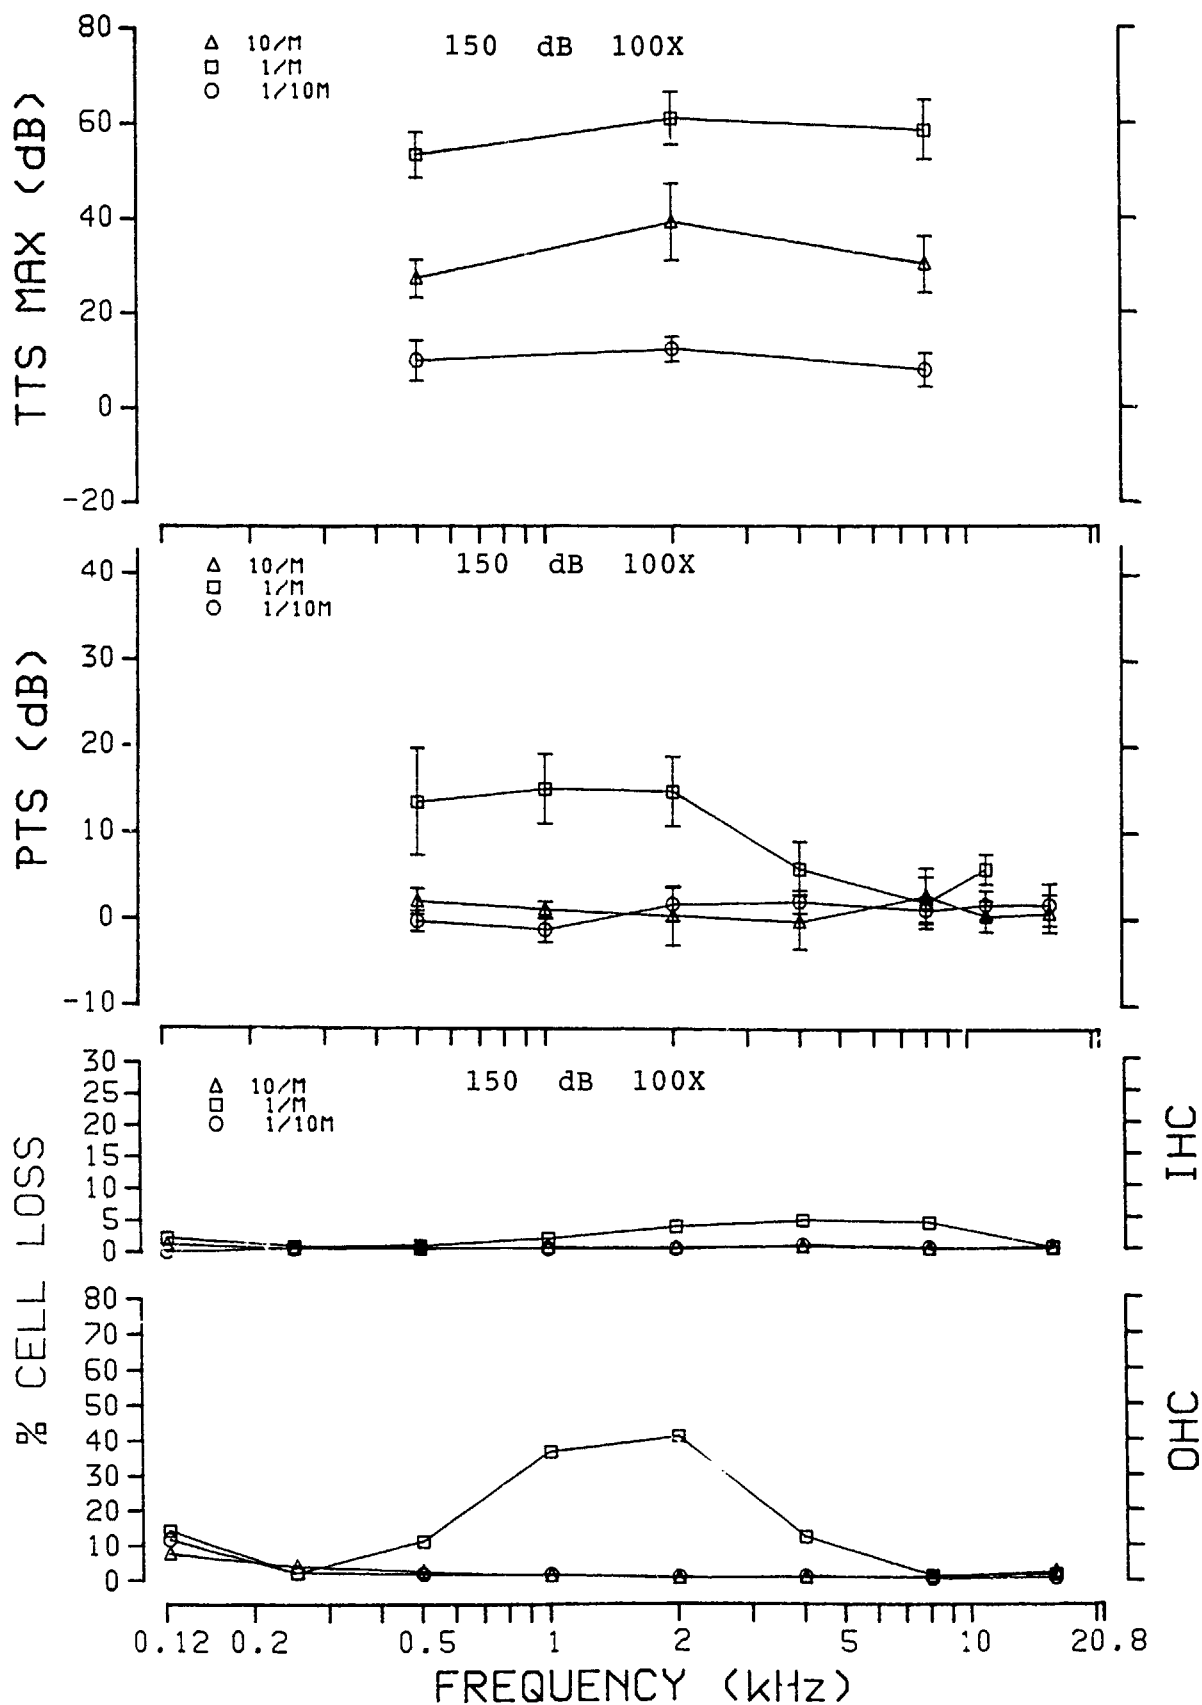 TTS MAX (dB)
80
60
40
20
0
-20
△ 10/M
□ 1/M
○ 1/10M
150 dB 100X
PTS (dB)
40
30
20
10
0
-10
△ 10/M
□ 1/M
○ 1/10M
150 dB 100X
% CELL LOSS
30
25
20
15
10
5
0
△ 10/M
□ 1/M
○ 1/10M
150 dB 100X
IHC
80
70
60
50
40
30
20
10
0
OHC
0.12 0.2 0.5 1 2 5 10 20.8
FREQUENCY (kHz)